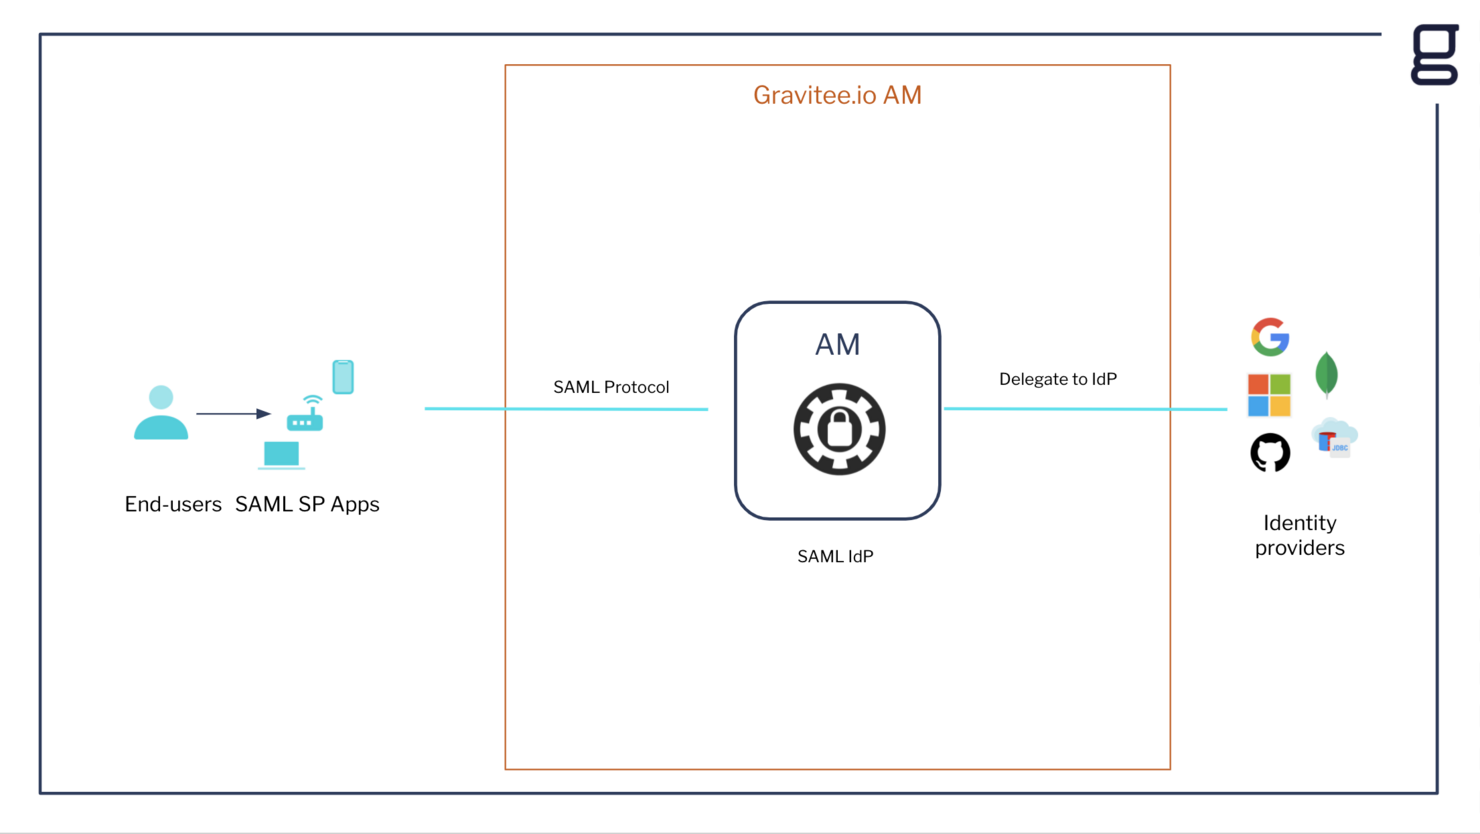 Gravitee.io AM
AM
SAML Protocol
Delegate to IdP
JDBC
End-users
SAML SP Apps
SAML IdP
Identity
providers
g